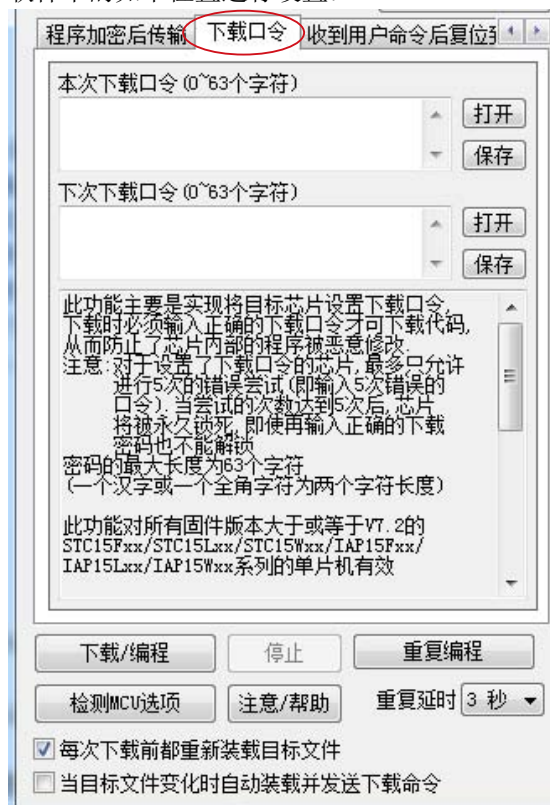 程序加密后传输 下载口令 收到用户命令后复位到
本次下载口令(0~63个字符)
打开
保存
下次下载口令(0~63个字符)
打开
保存
此功能主要是实现将目标芯片设置下载口令,
下载时必须输入正确的下载口令才可下载代码,
从而防止了芯片内部的程序被恶意修改.
注意:对于设置了下载口令的芯片,最多只允许
进行5次的错误尝试(即输入5次错误的
口令).当尝试的次数达到5次后,芯片
将被永久锁死,即使再输入正确的下载
密码也不能解锁
密码的最大长度为63个字符
(一个汉字或一个全角字符为两个字符长度)
此功能对所有固件版本大于或等于V7.2的
STC15Fxx/STC15Lxx/STC15Wxx/IAP15Fxx/
IAP15Lxx/IAP15Wxx系列的单片机有效
下载/编程 停止 重复编程
检测MCU选项 注意/帮助 重复延时 3 秒
每次下载前都重新装载目标文件
当目标文件变化时自动装载并发送下载命令